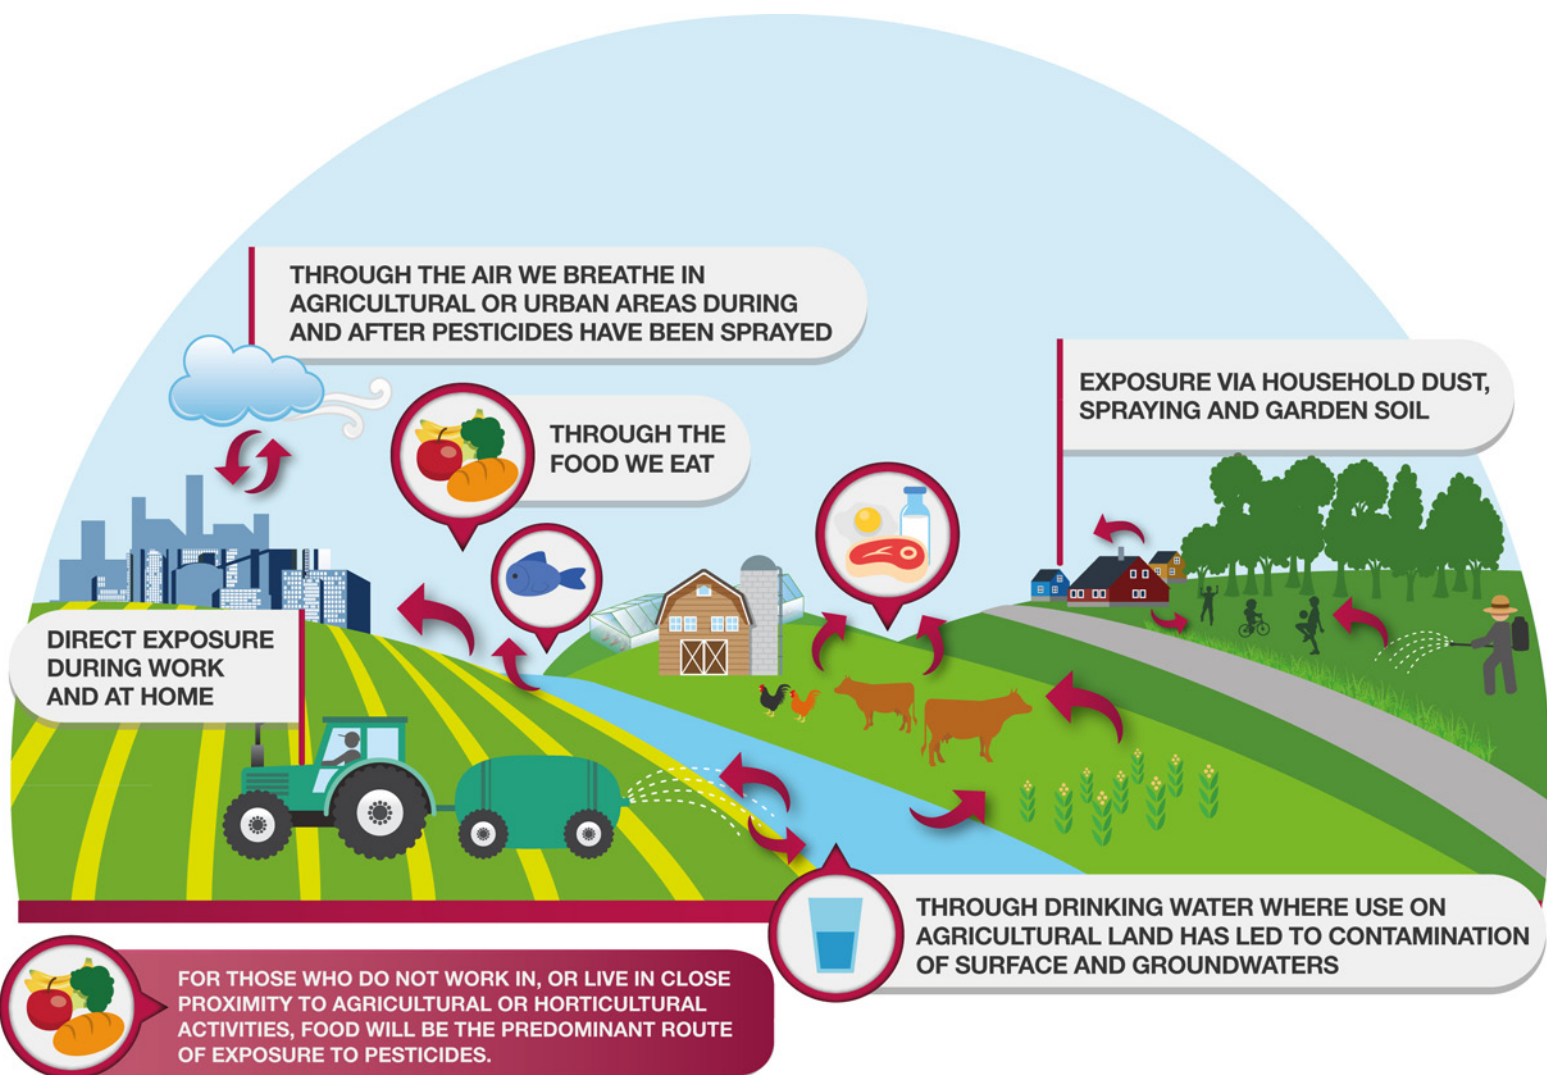 THROUGH THE AIR WE BREATHE IN
AGRICULTURAL OR URBAN AREAS DURING
AND AFTER PESTICIDES HAVE BEEN SPRAYED
EXPOSURE VIA HOUSEHOLD DUST,
SPRAYING AND GARDEN SOIL
THROUGH THE
FOOD WE EAT
DIRECT EXPOSURE
DURING WORK
AND AT HOME
THROUGH DRINKING WATER WHERE USE ON
AGRICULTURAL LAND HAS LED TO CONTAMINATION
OF SURFACE AND GROUNDWATERS
FOR THOSE WHO DO NOT WORK IN, OR LIVE IN CLOSE
PROXIMITY TO AGRICULTURAL OR HORTICULTURAL
ACTIVITIES, FOOD WILL BE THE PREDOMINANT ROUTE
OF EXPOSURE TO PESTICIDES.